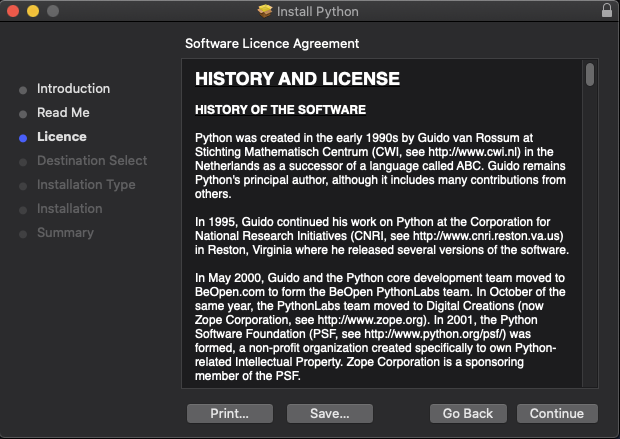 Install Python
Software Licence Agreement
Introduction
Read Me
Licence
Destination Select
Installation Type
Installation
Summary
HISTORY AND LICENSE
HISTORY OF THE SOFTWARE
Python was created in the early 1990s by Guido van Rossum at
Stichting Mathematisch Centrum (CWI, see http://www.cwi.nl) in the
Netherlands as a successor of a language called ABC. Guido remains
Python's principal author, although it includes many contributions from
others.
In 1995, Guido continued his work on Python at the Corporation for
National Research Initiatives (CNRI, see http://www.cnri.reston.va.us)
in Reston, Virginia where he released several versions of the software.
In May 2000, Guido and the Python core development team moved to
BeOpen.com to form the BeOpen PythonLabs team. In October of the
same year, the PythonLabs team moved to Digital Creations (now
Zope Corporation, see http://www.zope.org). In 2001, the Python
Software Foundation (PSF, see http://www.python.org/psf/) was
formed, a non-profit organization created specifically to own Python-
related Intellectual Property. Zope Corporation is a sponsoring
member of the PSF.
Print...
Save...
Go Back
Continue